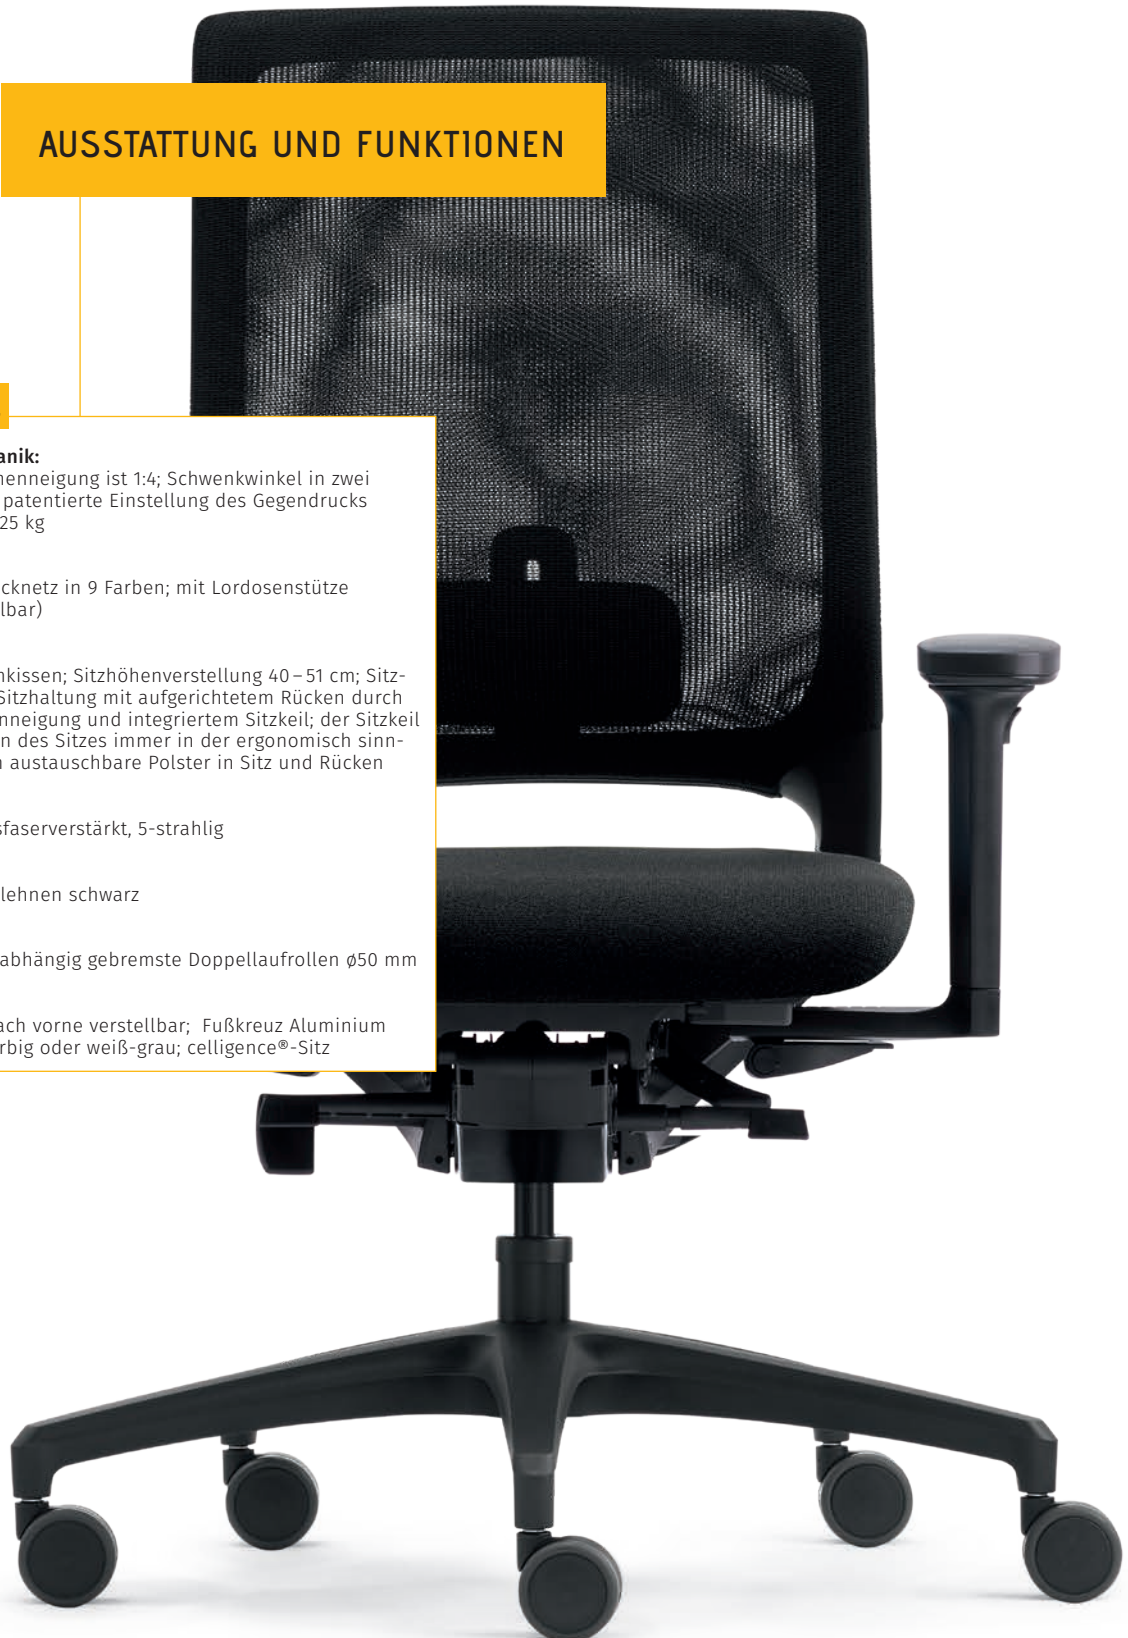 AUSSTATTUNG UND FUNKTIONEN
anik:
nenneigung ist 1:4; Schwenkwinkel in zwei
patentierte Einstellung des Gegendrucks
25 kg
cknetz in 9 Farben; mit Lordosenstütze
lbar)
nkissen; Sitzhöhenverstellung 40 – 51 cm; Sitz-
Sitzhaltung mit aufgerichtetem Rücken durch
nneigung und integriertem Sitzkeil; der Sitzkeil
n des Sitzes immer in der ergonomisch sinn-
n austauschbare Polster in Sitz und Rücken
sfaserverstärkt, 5-strahlig
lehnen schwarz
abhängig gebremste Doppellaufrollen ø50 mm
ach vorne verstellbar; Fußkreuz Aluminium
rbig oder weiß-grau; celligence®-Sitz